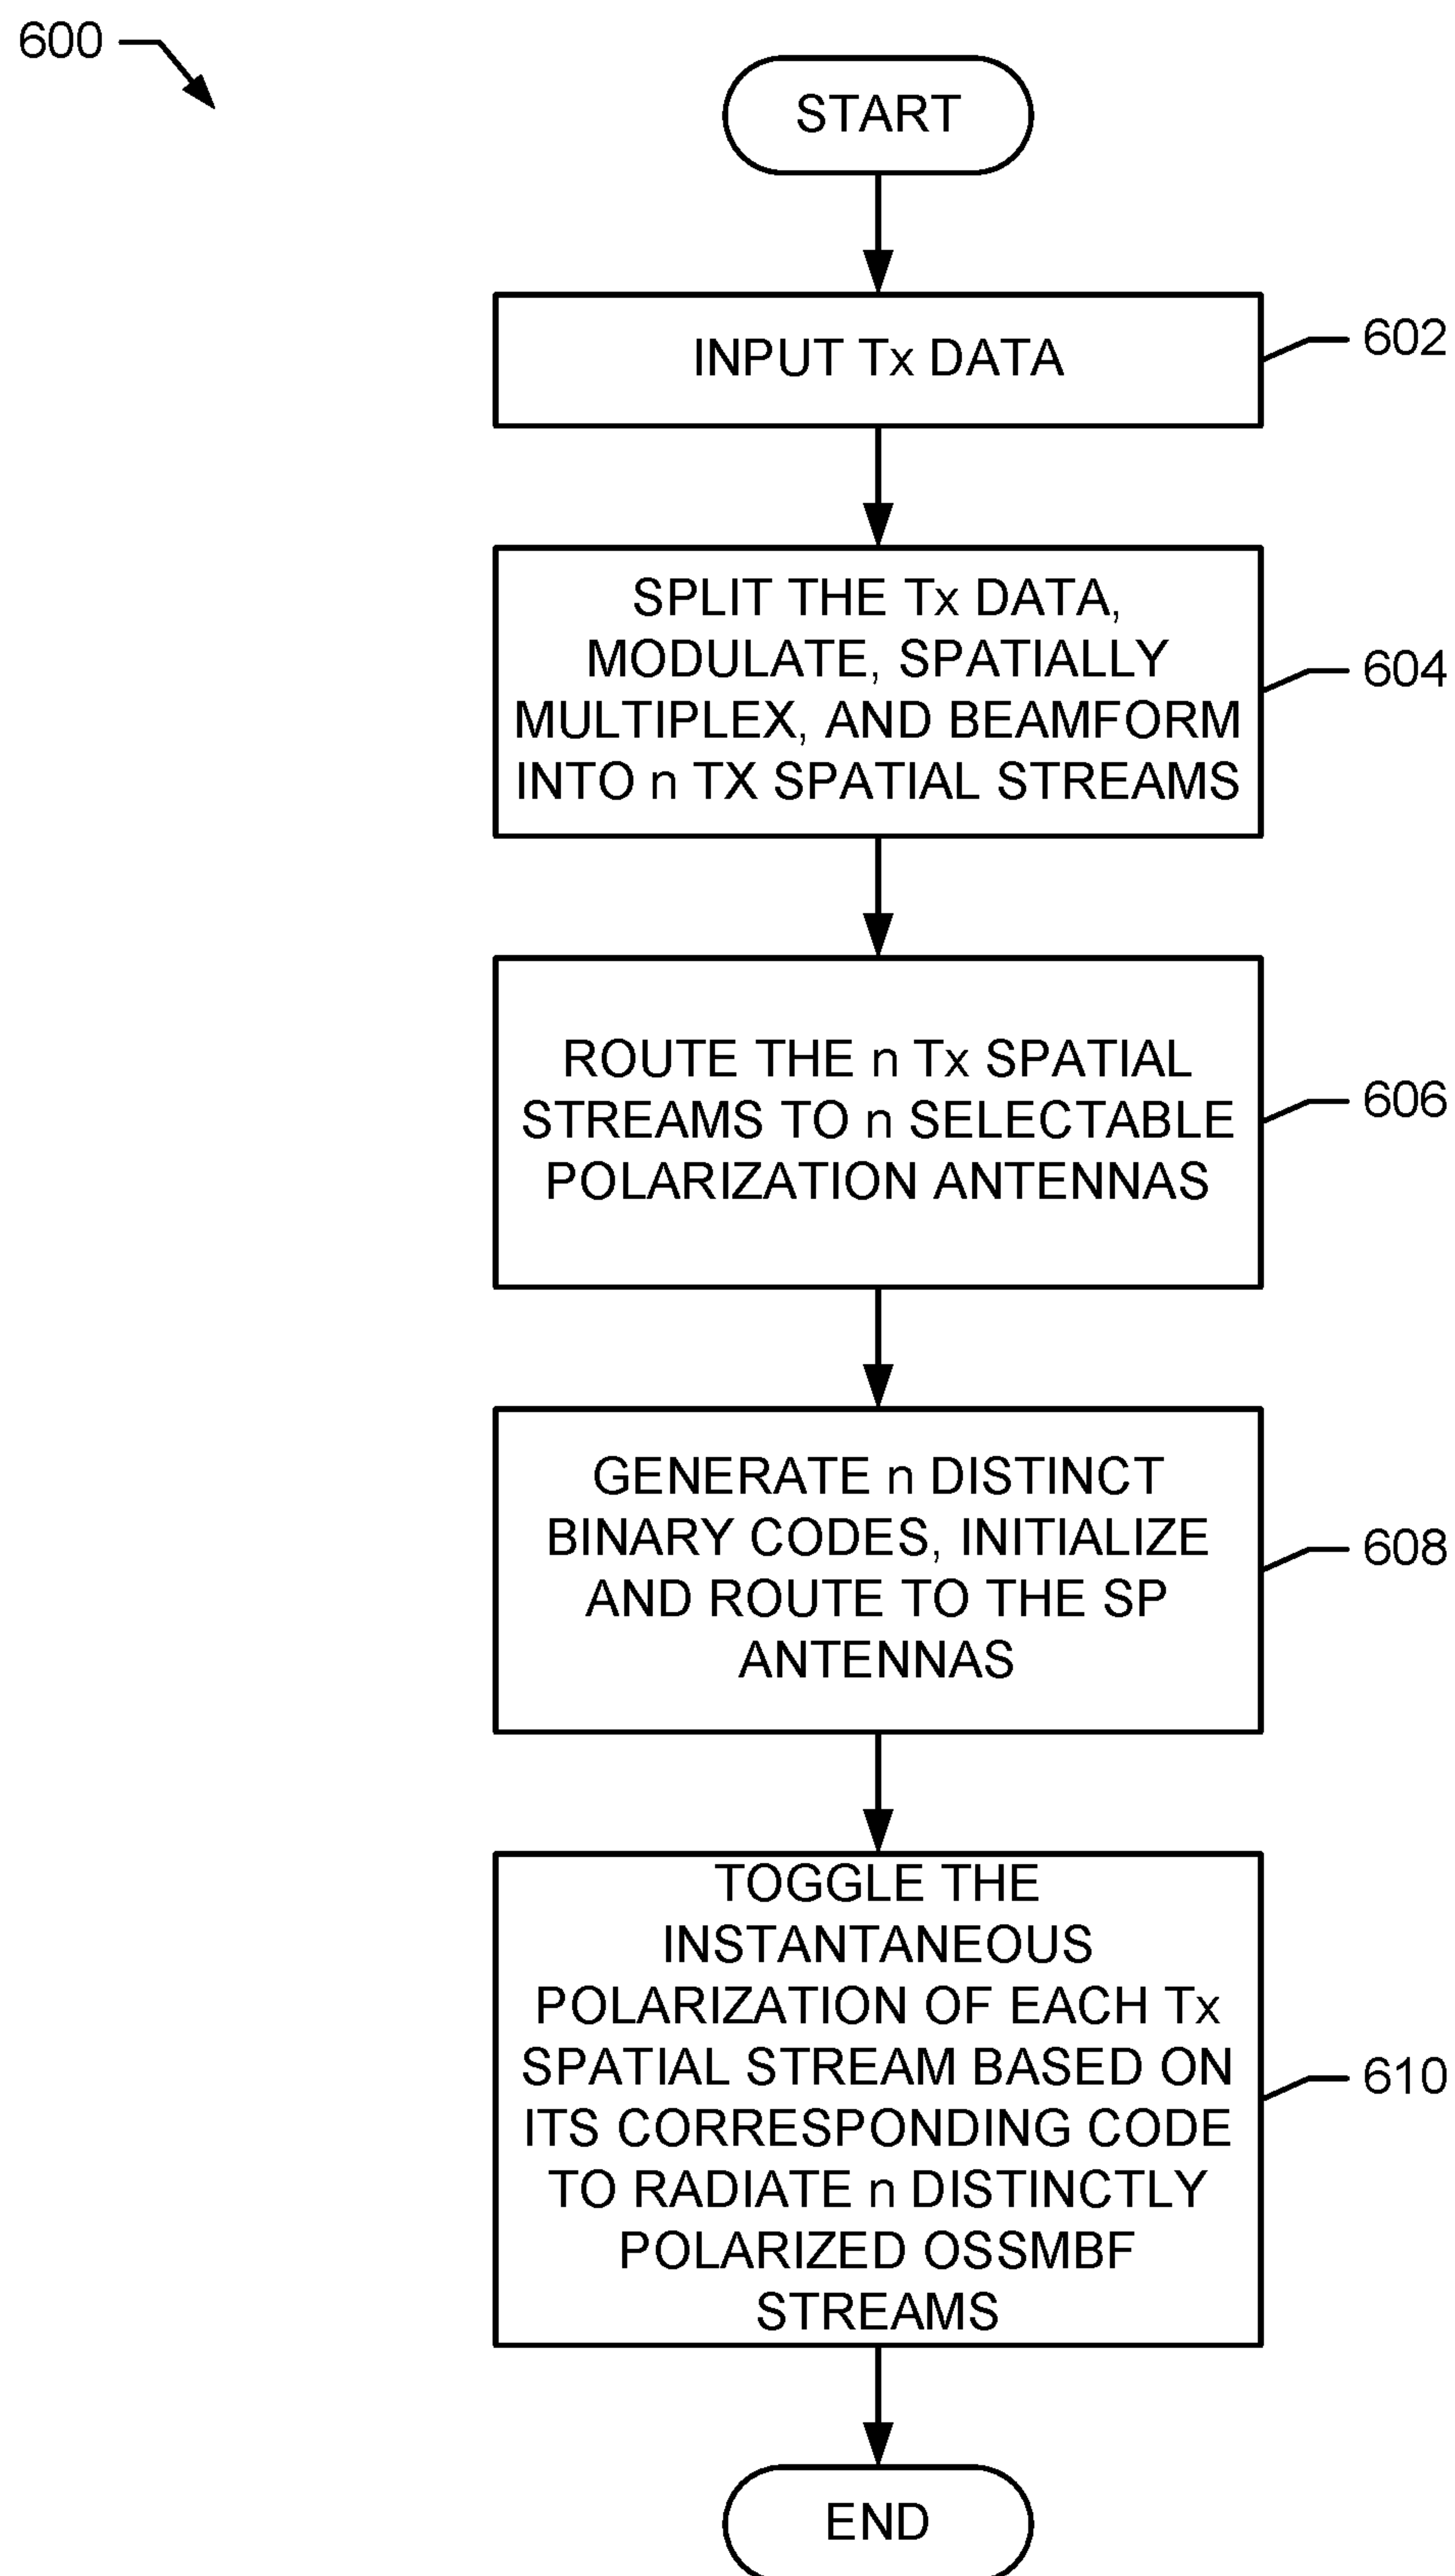 600
START
INPUT Tx DATA
602
SPLIT THE Tx DATA,
MODULATE, SPATIALLY
MULTIPLEX, AND BEAMFORM
INTO n TX SPATIAL STREAMS
604
ROUTE THE n Tx SPATIAL
STREAMS TO n SELECTABLE
POLARIZATION ANTENNAS
606
GENERATE n DISTINCT
BINARY CODES, INITIALIZE
AND ROUTE TO THE SP
ANTENNAS
608
TOGGLE THE
INSTANTANEOUS
POLARIZATION OF EACH Tx
SPATIAL STREAM BASED ON
ITS CORRESPONDING CODE
TO RADIATE n DISTINCTLY
POLARIZED OSSMBF
STREAMS
610
END